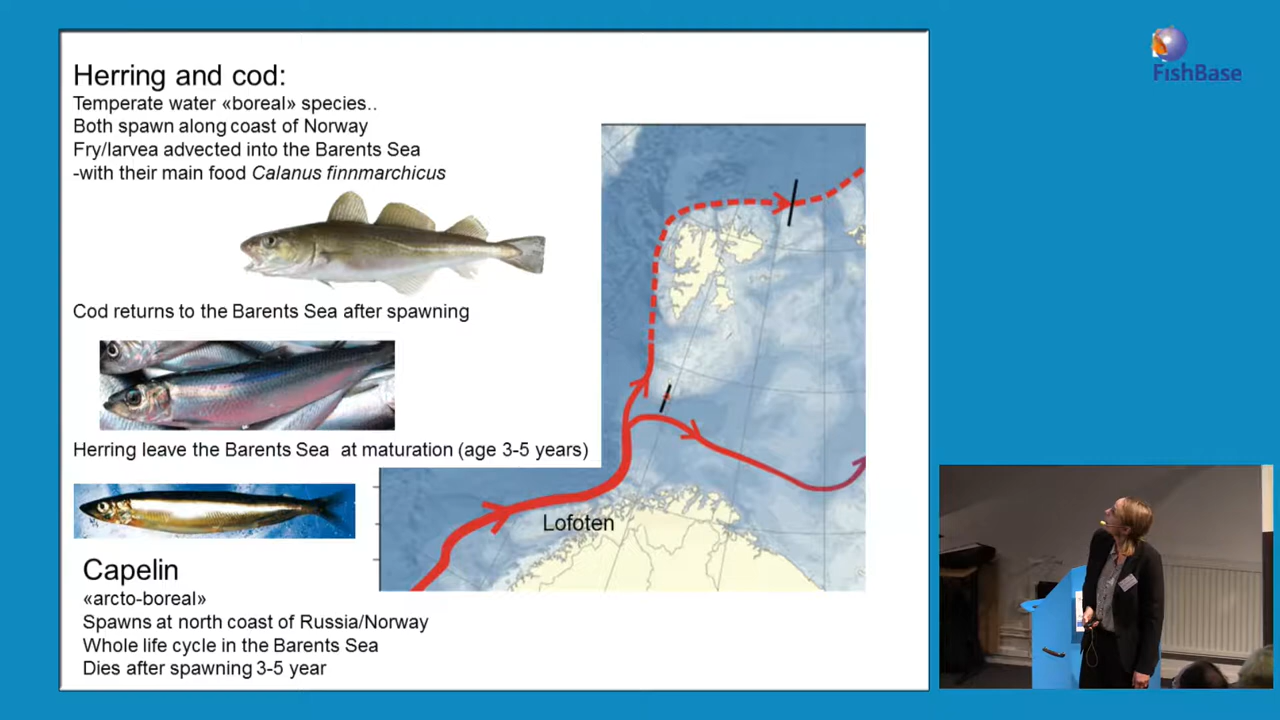 Herring and cod:
Temperate water «boreal» species..
Both spawn along coast of Norway
Fry/larvea advected into the Barents Sea
-with their main food Calanus finnmarchicus
Cod returns to the Barents Sea after spawning
Herring leave the Barents Sea at maturation (age 3-5 years)
Lofoten
Capelin
«arcto-boreal»
Spawns at north coast of Russia/Norway
Whole life cycle in the Barents Sea
Dies after spawning 3-5 year
FishBase